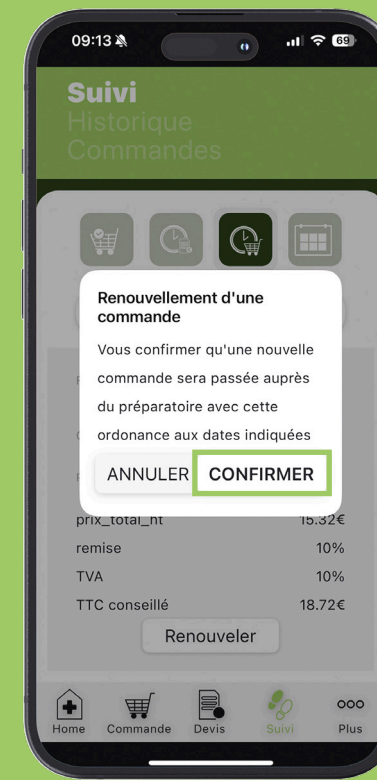 09:13
69
Suivi
Historique
Commandes
Renouvellement d'une
commande
Vous confirmer qu'une nouvelle
commande sera passée auprès
du préparatoire avec cette
ordonance aux dates indiquées
ANNULER CONFIRMER
prix_total_ht 15.32€
remise 10%
TVA 10%
TTC conseillé 18.72€
Renouveler
Home Commande Devis Suivi Plus